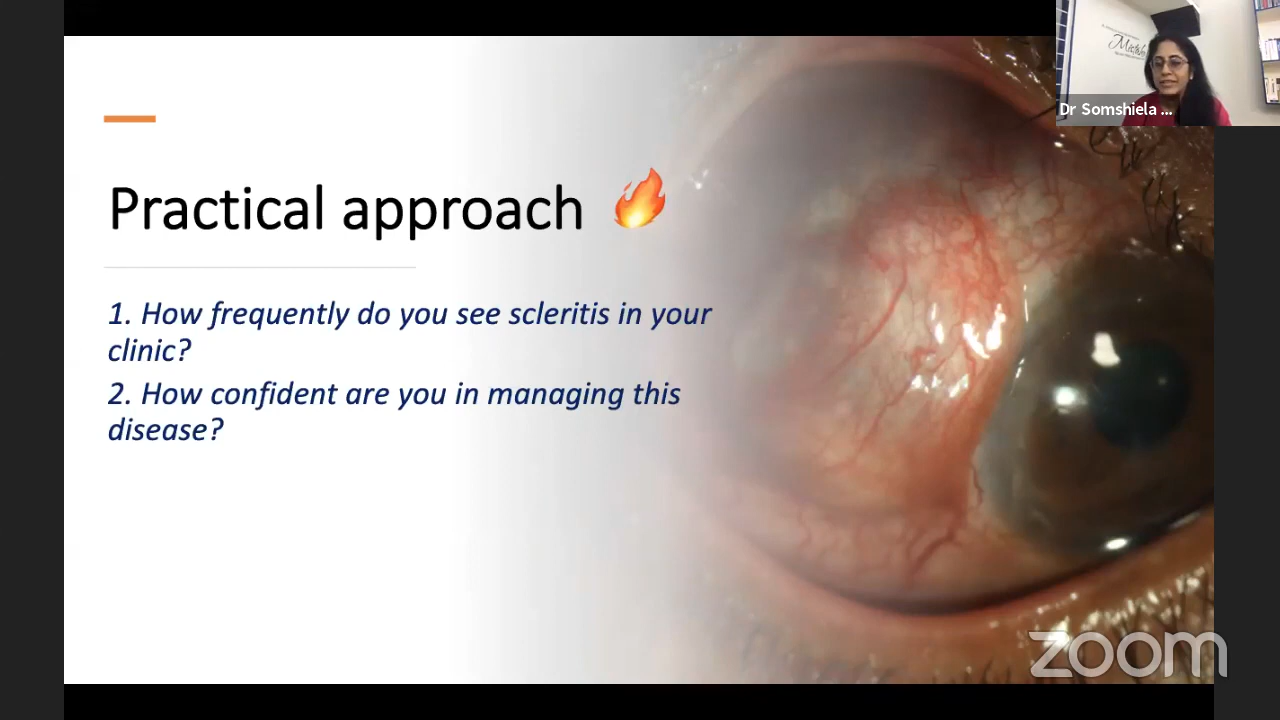 Practical approach
1. How frequently do you see scleritis in your
clinic?
2. How confident are you in managing this
disease?
Dr Somshiela ...
zoom